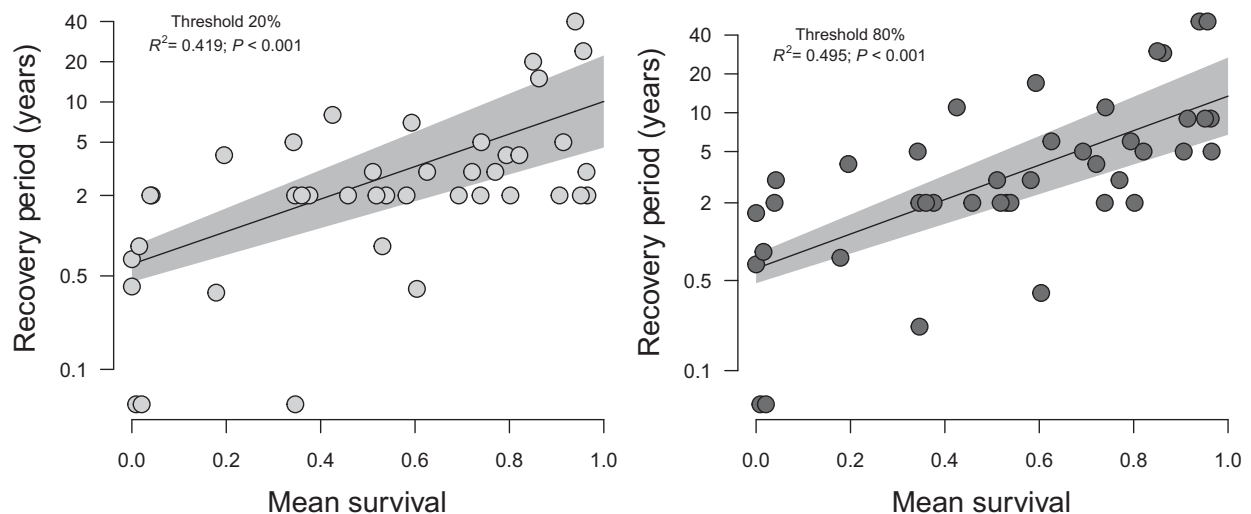 Threshold 20%
R²= 0.419; P < 0.001
Recovery period (years)
40
20
10
5
2
0.5
0.1
0.0 0.2 0.4 0.6 0.8 1.0
Mean survival
Threshold 80%
R²= 0.495; P < 0.001
Recovery period (years)
40
20
10
5
2
0.5
0.1
0.0 0.2 0.4 0.6 0.8 1.0
Mean survival